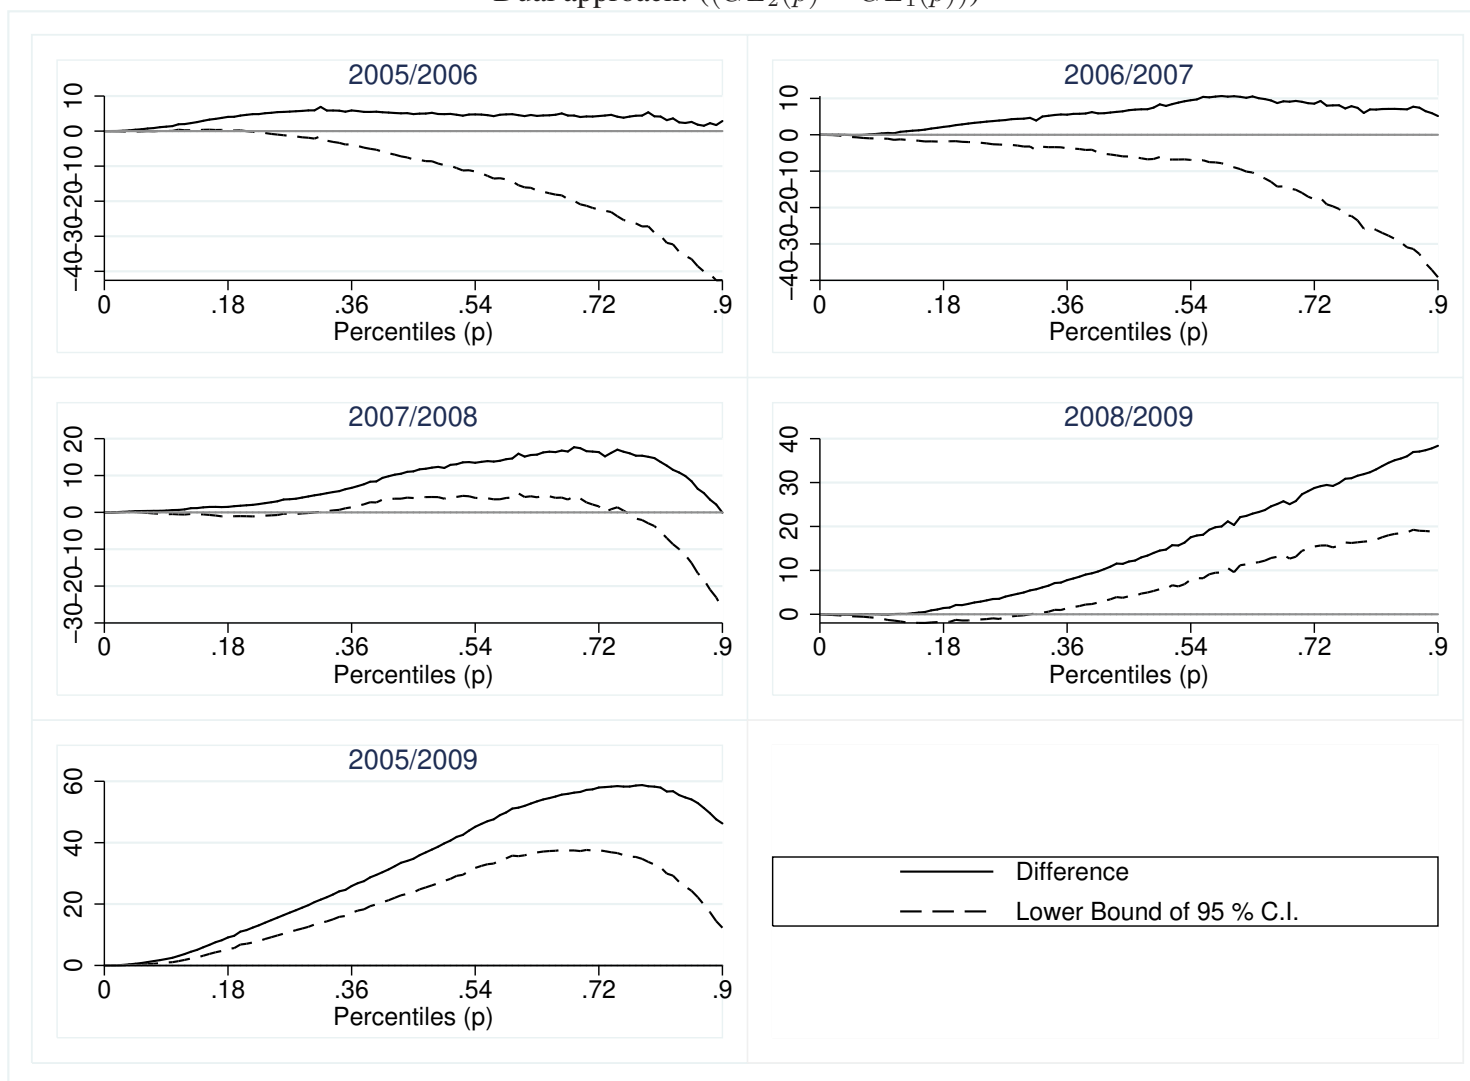 2005/2006
10
0
−10
−20
−30
−40
0 .18 .36 .54 .72 .9
Percentiles (p)
2006/2007
10
0
−10
−20
−30
−40
0 .18 .36 .54 .72 .9
Percentiles (p)
2007/2008
20
10
0
−10
−20
−30
0 .18 .36 .54 .72 .9
Percentiles (p)
2008/2009
40
30
20
10
0
0 .18 .36 .54 .72 .9
Percentiles (p)
2005/2009
60
40
20
0
0 .18 .36 .54 .72 .9
Percentiles (p)
Difference
Lower Bound of 95 % C.I.